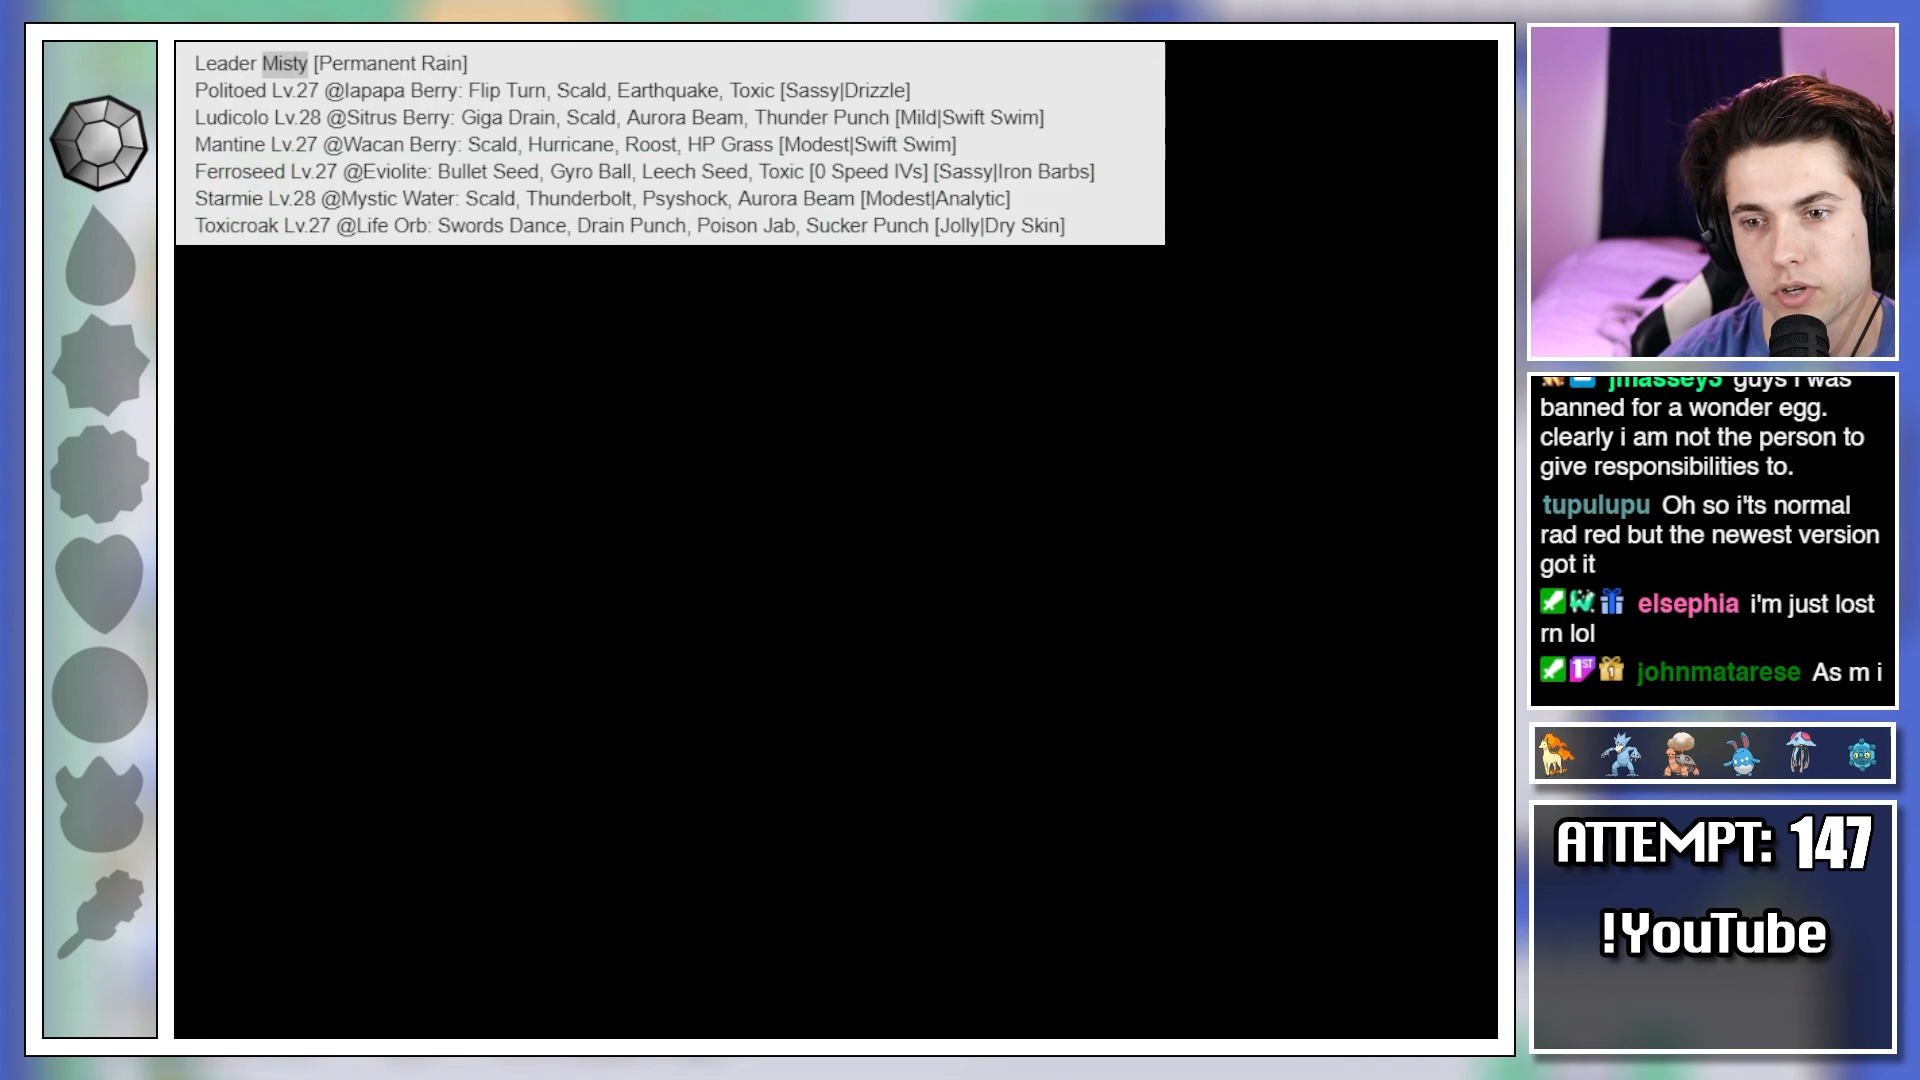 Leader Misty [Permanent Rain]
Politoed Lv.27 @Iapapa Berry: Flip Turn, Scald, Earthquake, Toxic [Sassy|Drizzle]
Ludicolo Lv.28 @Sitrus Berry: Giga Drain, Scald, Aurora Beam, Thunder Punch [Mild|Swift Swim]
Mantine Lv.27 @Wacan Berry: Scald, Hurricane, Roost, HP Grass [Modest|Swift Swim]
Ferroseed Lv.27 @Eviolite: Bullet Seed, Gyro Ball, Leech Seed, Toxic [0 Speed IVs] [Sassy|Iron Barbs]
Starmie Lv.28 @Mystic Water: Scald, Thunderbolt, Psyshock, Aurora Beam [Modest|Analytic]
Toxicroak Lv.27 @Life Orb: Swords Dance, Drain Punch, Poison Jab, Sucker Punch [Jolly|Dry Skin]
jmassey3 guys i was
banned for a wonder egg.
clearly i am not the person to
give responsibilities to.
tupulupu Oh so i'ts normal
rad red but the newest version
got it
elsephia i'm just lost
rn lol
1ST 1 johnmatarese As m i
ATTEMPT: 147
!YouTube